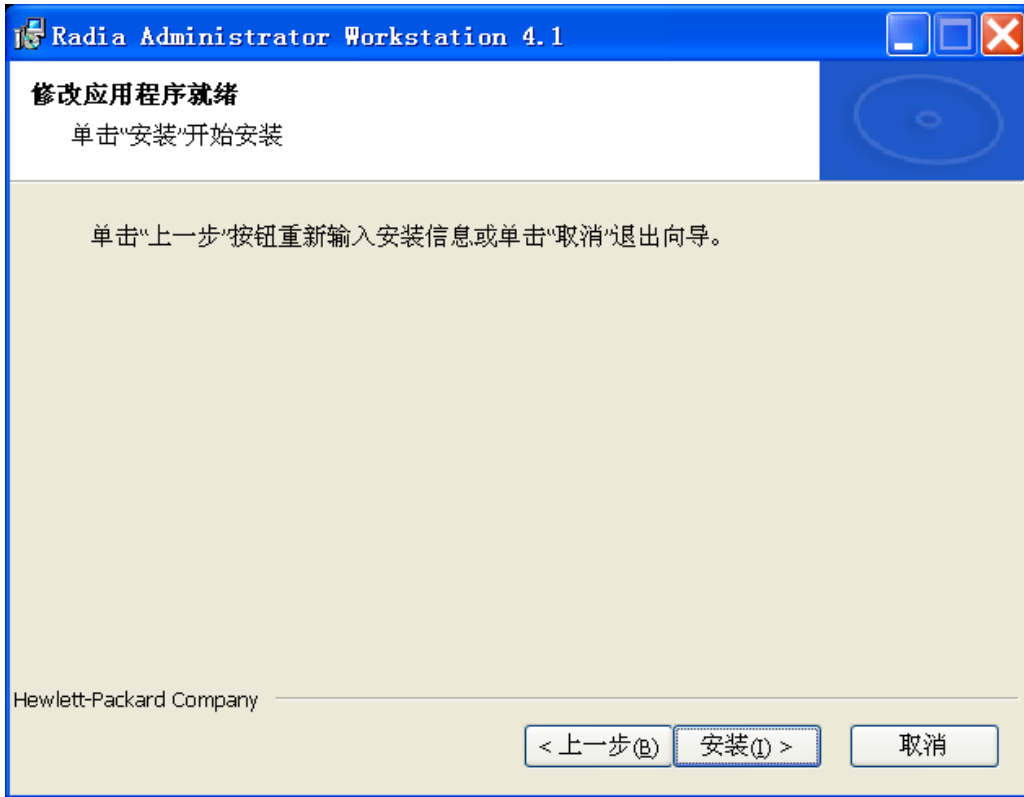 Radia Administrator Workstation 4.1
修改应用程序就绪
单击“安装”开始安装
单击“上一步”按钮重新输入安装信息或单击“取消”退出向导。
Hewlett-Packard Company
< 上一步(B) 安装(I) > 取消